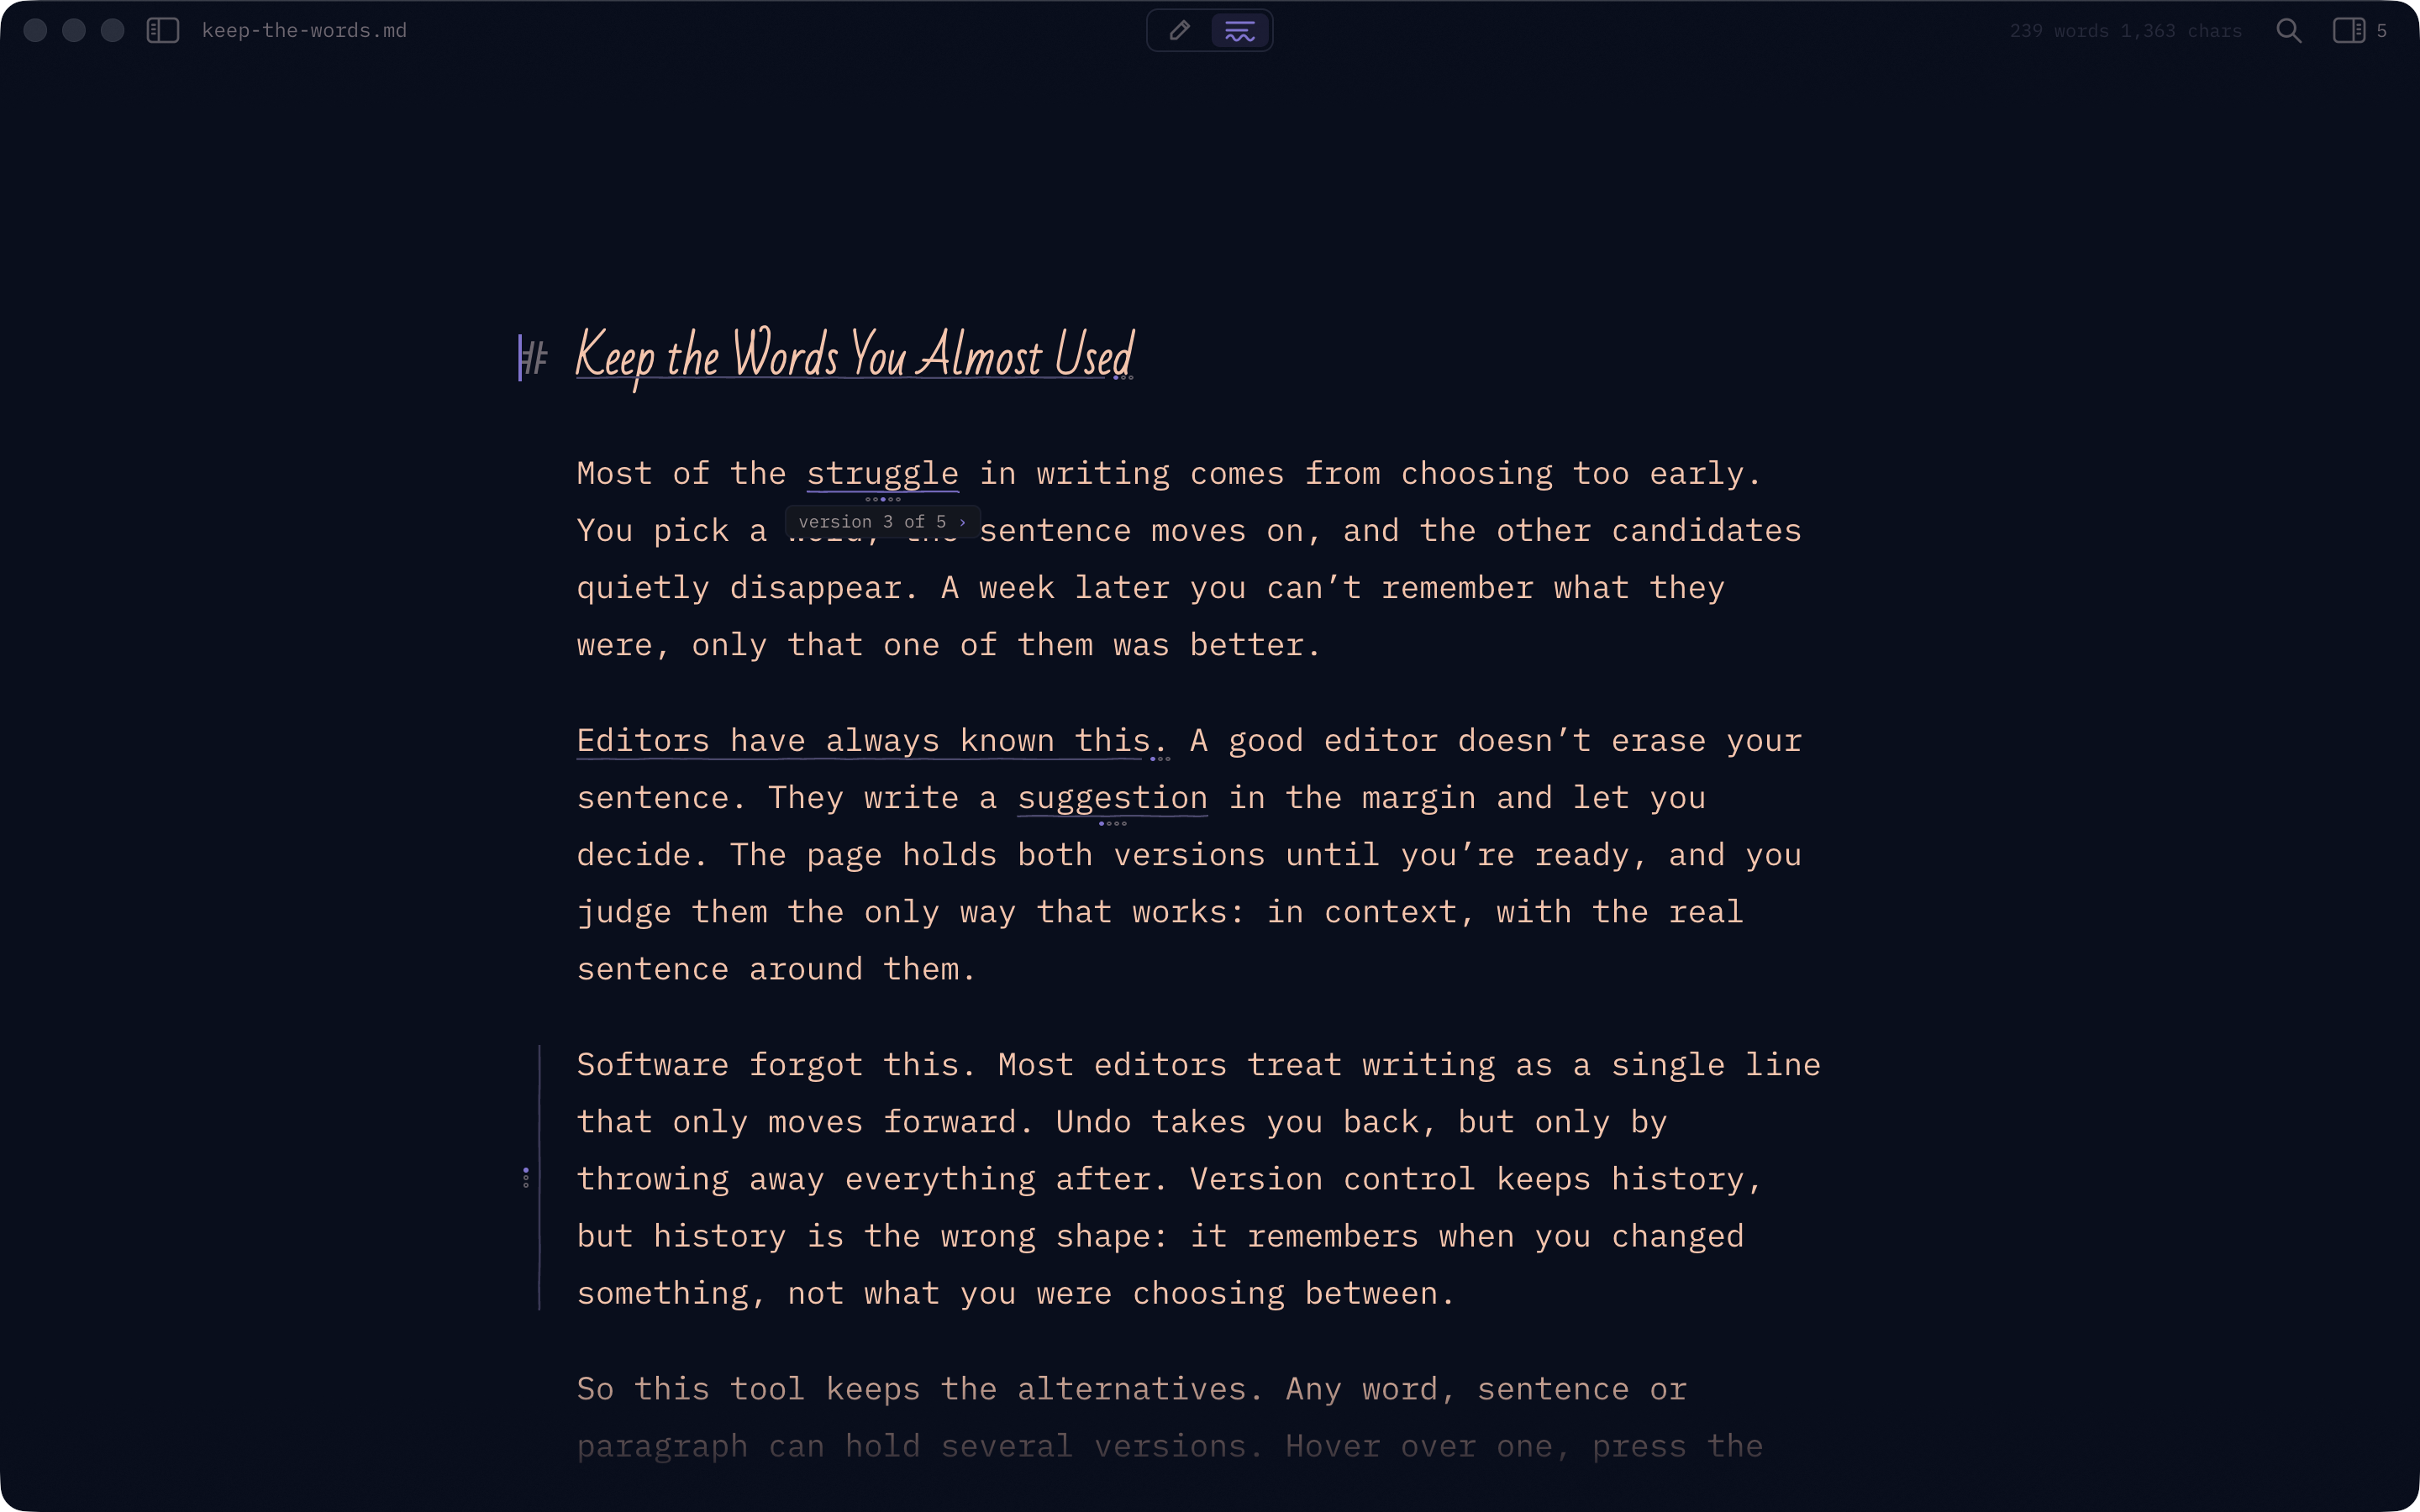 keep-the-words.md
239 words 1,363 chars
5
# Keep the Words You Almost Used
Most of the struggle in writing comes from choosing too early.
version 3 of 5 ›
You pick a word, the sentence moves on, and the other candidates
quietly disappear. A week later you can’t remember what they
were, only that one of them was better.
Editors have always known this. A good editor doesn’t erase your
sentence. They write a suggestion in the margin and let you
decide. The page holds both versions until you’re ready, and you
judge them the only way that works: in context, with the real
sentence around them.
Software forgot this. Most editors treat writing as a single line
that only moves forward. Undo takes you back, but only by
throwing away everything after. Version control keeps history,
but history is the wrong shape: it remembers when you changed
something, not what you were choosing between.
So this tool keeps the alternatives. Any word, sentence or
paragraph can hold several versions. Hover over one, press the